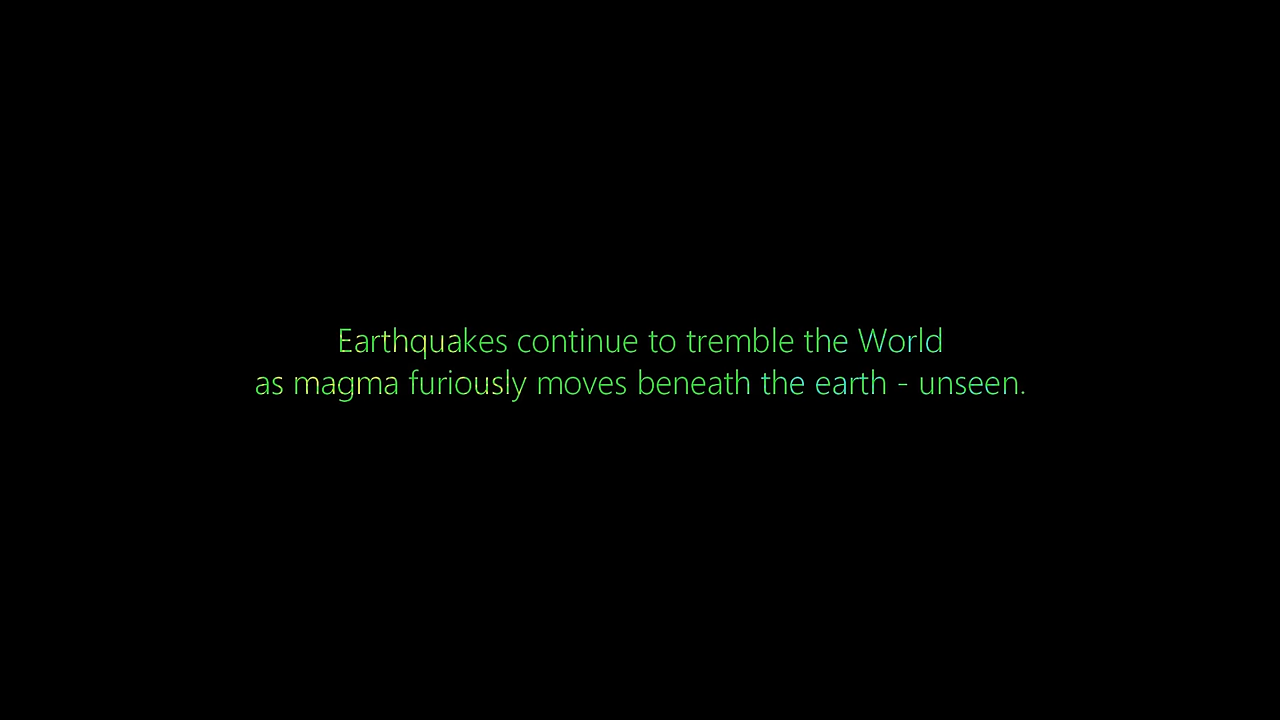 Earthquakes continue to tremble the World
as magma furiously moves beneath the earth - unseen.